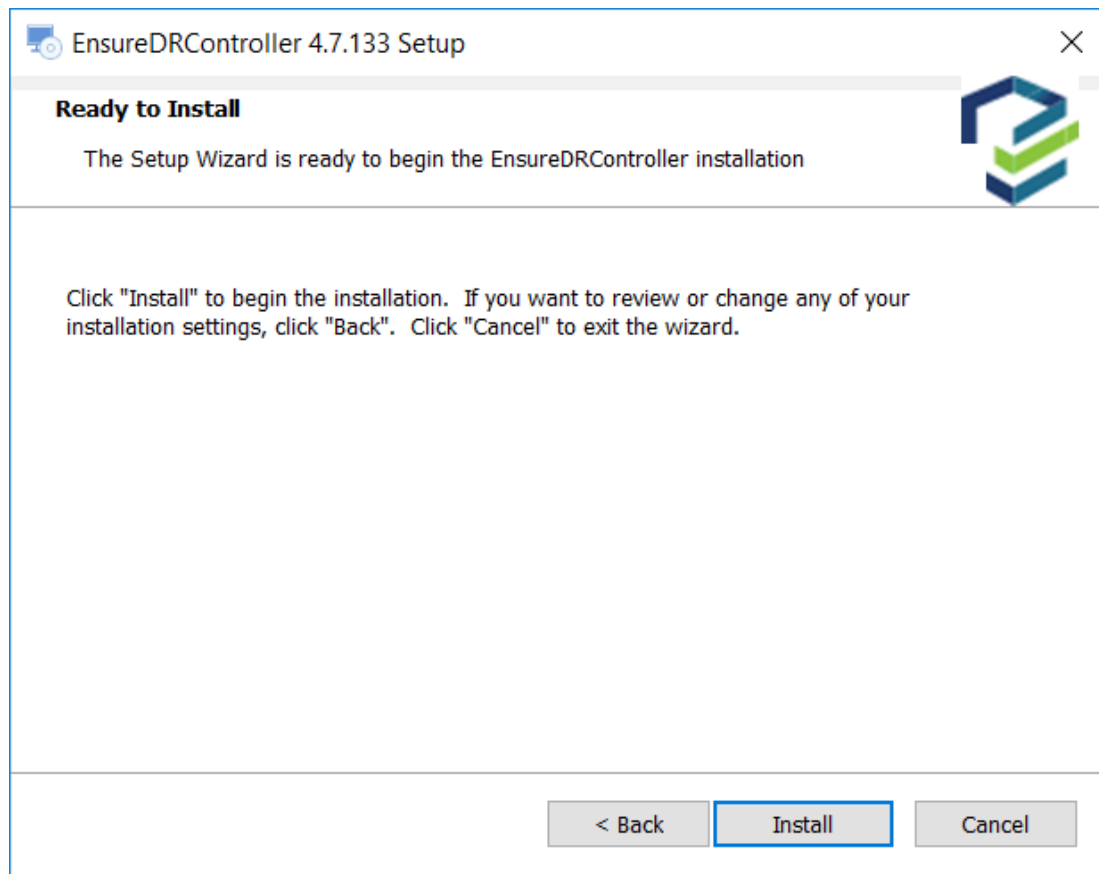 EnsureDRController 4.7.133 Setup
Ready to Install
The Setup Wizard is ready to begin the EnsureDRController installation
Click "Install" to begin the installation.  If you want to review or change any of your
installation settings, click "Back".  Click "Cancel" to exit the wizard.
< Back
Install
Cancel